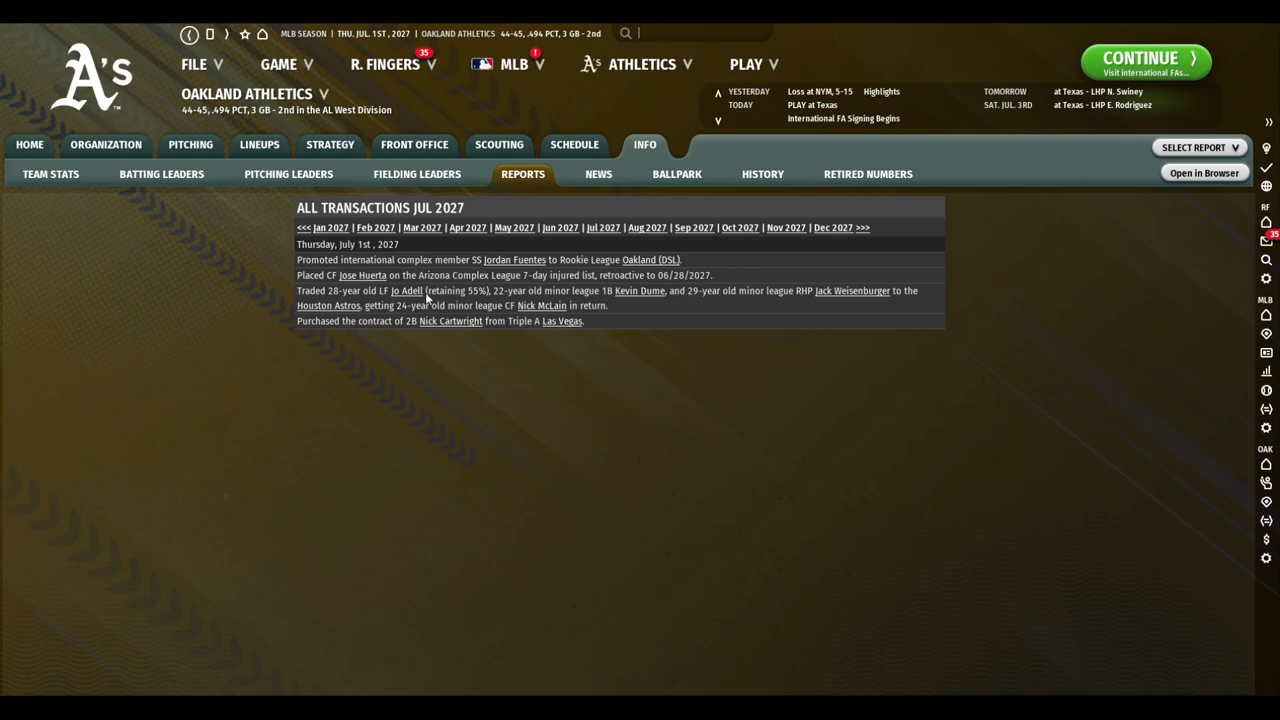 MLB SEASON | THU. JUL. 1ST , 2027 | OAKLAND ATHLETICS 44-45, .494 PCT, 3 GB - 2nd
A's
TM
FILE GAME R. FINGERS 35 MLB ! A's ATHLETICS PLAY
CONTINUE
Visit international FAs...
OAKLAND ATHLETICS
44-45, .494 PCT, 3 GB - 2nd in the AL West Division
YESTERDAY Loss at NYM, 5-15 Highlights TOMORROW at Texas - LHP N. Swiney
TODAY PLAY at Texas SAT. JUL. 3RD at Texas - LHP E. Rodriguez
International FA Signing Begins
HOME ORGANIZATION PITCHING LINEUPS STRATEGY FRONT OFFICE SCOUTING SCHEDULE INFO SELECT REPORT
TEAM STATS BATTING LEADERS PITCHING LEADERS FIELDING LEADERS REPORTS NEWS BALLPARK HISTORY RETIRED NUMBERS Open in Browser
ALL TRANSACTIONS JUL 2027
<<< Jan 2027 | Feb 2027 | Mar 2027 | Apr 2027 | May 2027 | Jun 2027 | Jul 2027 | Aug 2027 | Sep 2027 | Oct 2027 | Nov 2027 | Dec 2027 >>>
Thursday, July 1st , 2027
Promoted international complex member SS Jordan Fuentes to Rookie League Oakland (DSL).
Placed CF Jose Huerta on the Arizona Complex League 7-day injured list, retroactive to 06/28/2027.
Traded 28-year old LF Jo Adell (retaining 55%), 22-year old minor league 1B Kevin Dume, and 29-year old minor league RHP Jack Weisenburger to the
Houston Astros, getting 24-year old minor league CF Nick McLain in return.
Purchased the contract of 2B Nick Cartwright from Triple A Las Vegas.
RF
35
MLB
OAK